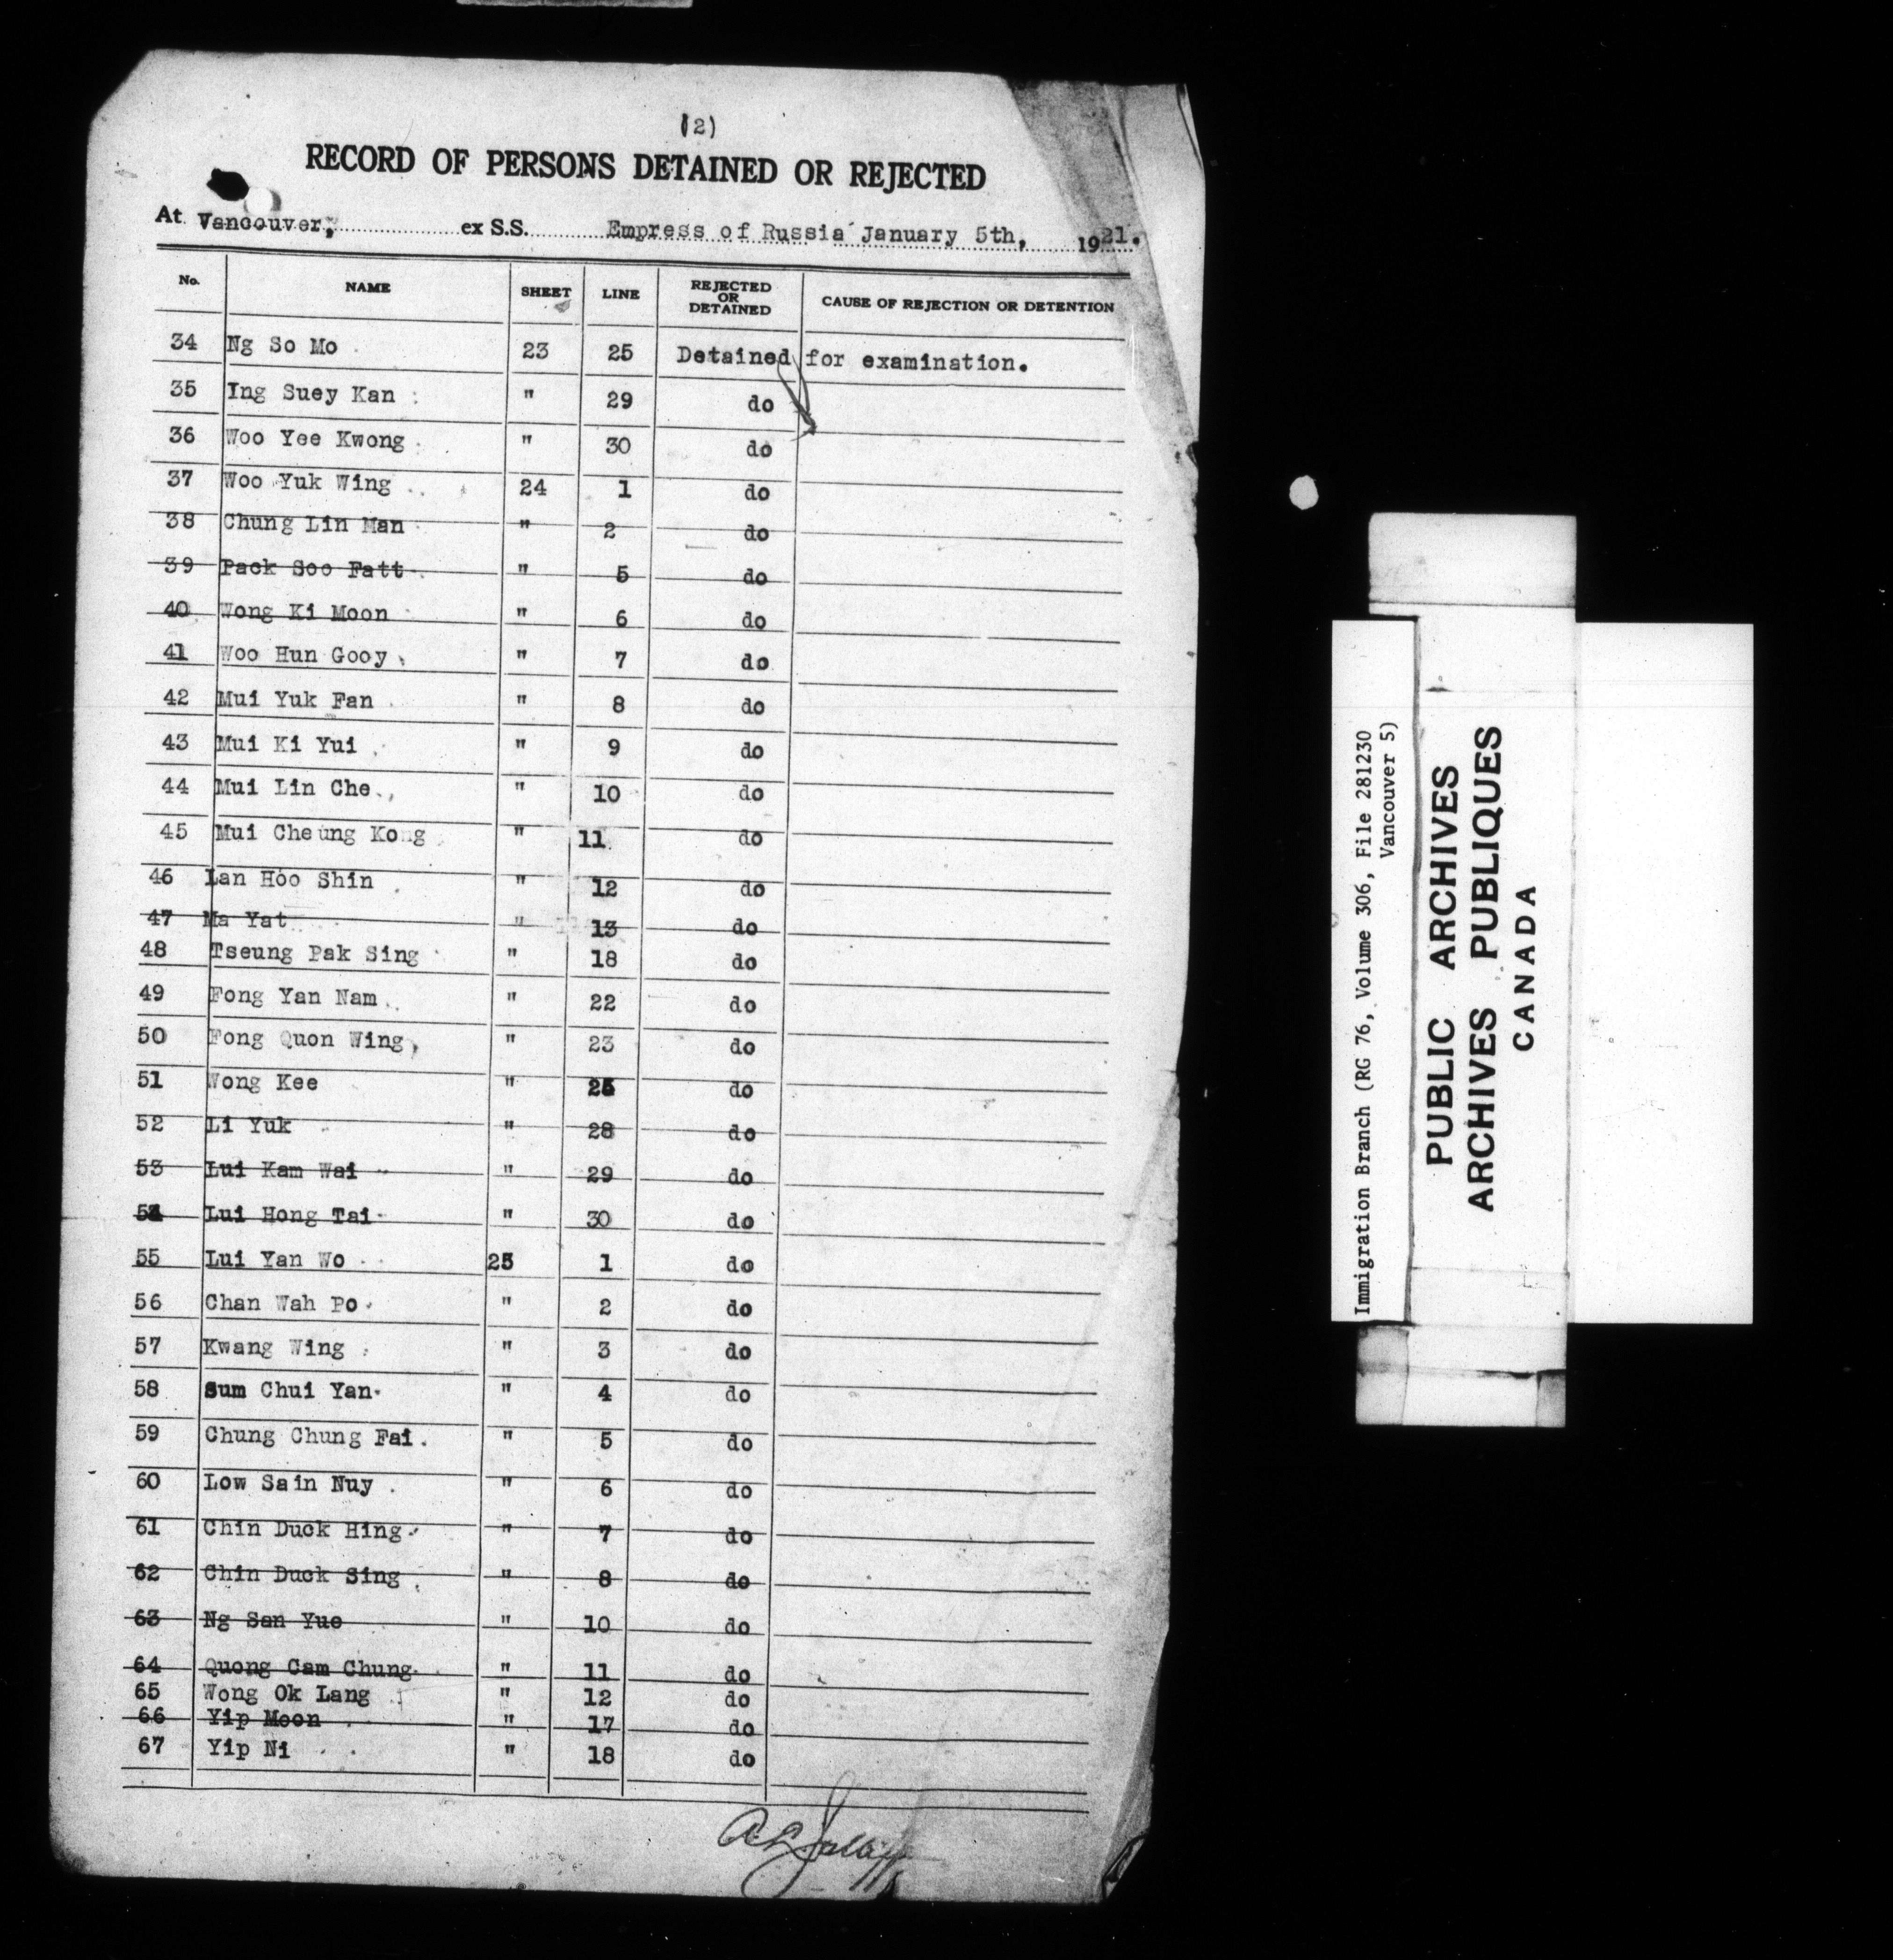 (2)
RECORD OF PERSONS DETAINED OR REJECTED
At Vancouver, ex S.S. Empress of Russia January 5th, 1921.
No. NAME SHEET LINE REJECTED OR DETAINED CAUSE OF REJECTION OR DETENTION
34 Ng So Mo 23 25 Detained for examination.
35 Ing Suey Kan " 29 do
36 Woo Yee Kwong " 30 do
37 Woo Yuk Wing 24 1 do
38 Chung Lin Man " 2 do
39 Pack Soo Fatt " 5 do
40 Wong Ki Moon " 6 do
41 Woo Hun Gooy " 7 do
42 Mui Yuk Fan " 8 do
43 Mui Ki Yui " 9 do
44 Mui Lin Che " 10 do
45 Mui Cheung Kong " 11 do
46 Lan Hoo Shin " 12 do
47 Ma Yat " 13 do
48 Tseung Pak Sing " 18 do
49 Fong Yan Nam " 22 do
50 Fong Quon Wing " 23 do
51 Wong Kee " do
52 Li Yuk " 28 do
53 Lui Kam Wai " 29 do
54 Lui Hong Tai " 30 do
55 Lui Yan Wo 25 1 do
56 Chan Wah Po " 2 do
57 Kwang Wing " 3 do
58 Sum Chui Yan " 4 do
59 Chung Chung Fai " 5 do
60 Low Sain Nuy " 6 do
61 Chin Duck Hing " 7 do
62 Chin Duck Sing " 8 do
63 Ng San Yue " 10 do
64 Quong Cam Chung " 11 do
65 Wong Ok Lang " 12 do
66 Yip Moon " 17 do
67 Yip Ni " 18 do
Immigration Branch (RG 76, Volume 306, File 281230
Vancouver 5)
PUBLIC ARCHIVES
ARCHIVES PUBLIQUES
CANADA